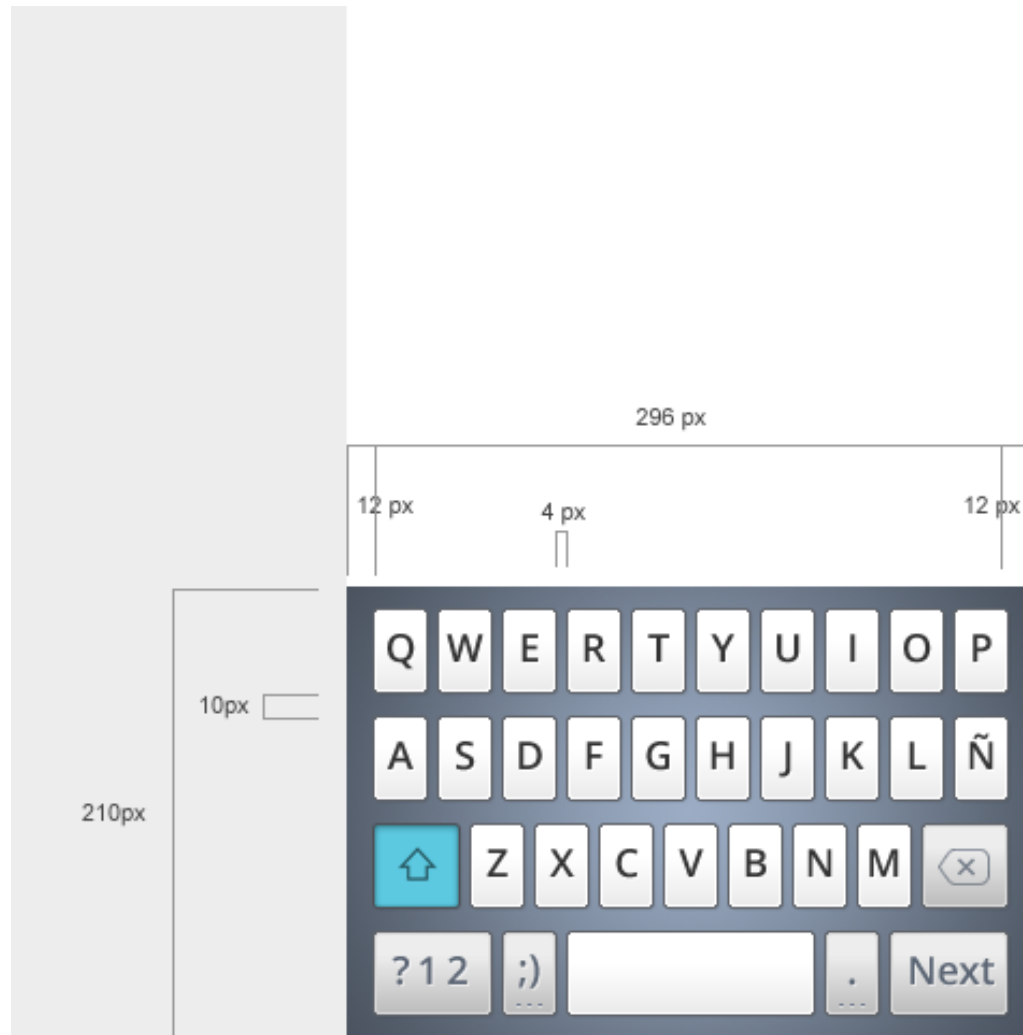 296 px
12 px
4 px
12 px
Q W E R T Y U I O P
10px
A S D F G H J K L Ñ
210px
Z X C V B N M
?12 ;) . Next